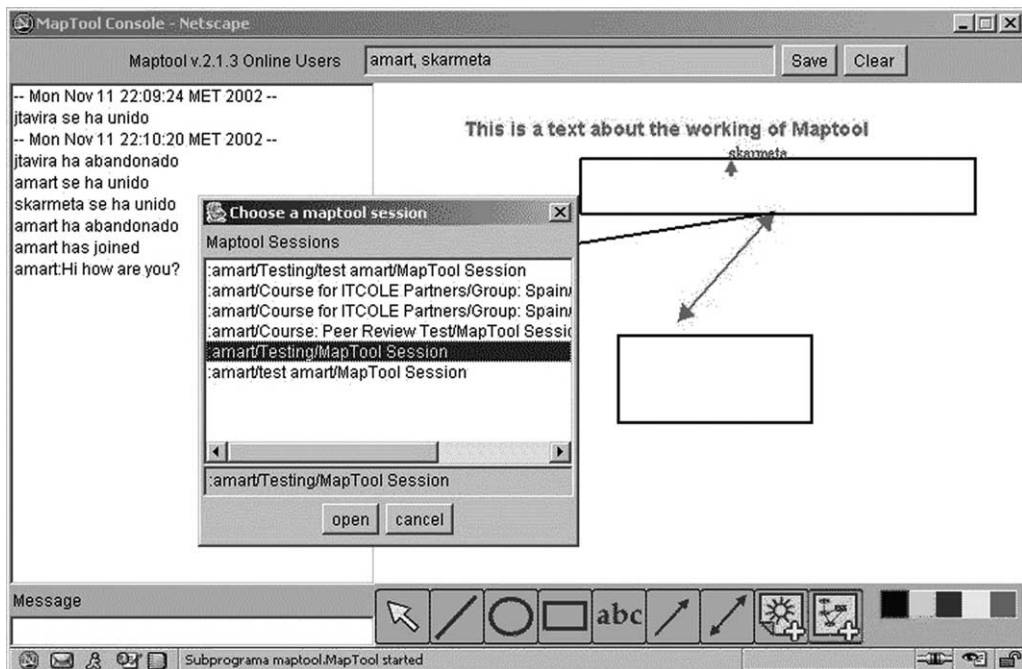 MapTool Console - Netscape
Maptool v.2.1.3 Online Users
amart, skarmeta
Save
Clear
-- Mon Nov 11 22:09:24 MET 2002 --
jtavira se ha unido
-- Mon Nov 11 22:10:20 MET 2002 --
jtavira ha abandonado
amart se ha unido
skarmeta se ha unido
amart ha abandonado
amart has joined
amart:Hi how are you?
This is a text about the working of Maptool
skarmeta
Choose a maptool session
Maptool Sessions
:amart/Testing/test amart/MapTool Session
:amart/Course for ITCOLE Partners/Group: Spain/
:amart/Course for ITCOLE Partners/Group: Spain/
:amart/Course: Peer Review Test/MapTool Sessio
:amart/Testing/MapTool Session
:amart/test amart/MapTool Session
:amart/Testing/MapTool Session
open
cancel
Message
abc
Subprograma maptool.MapTool started